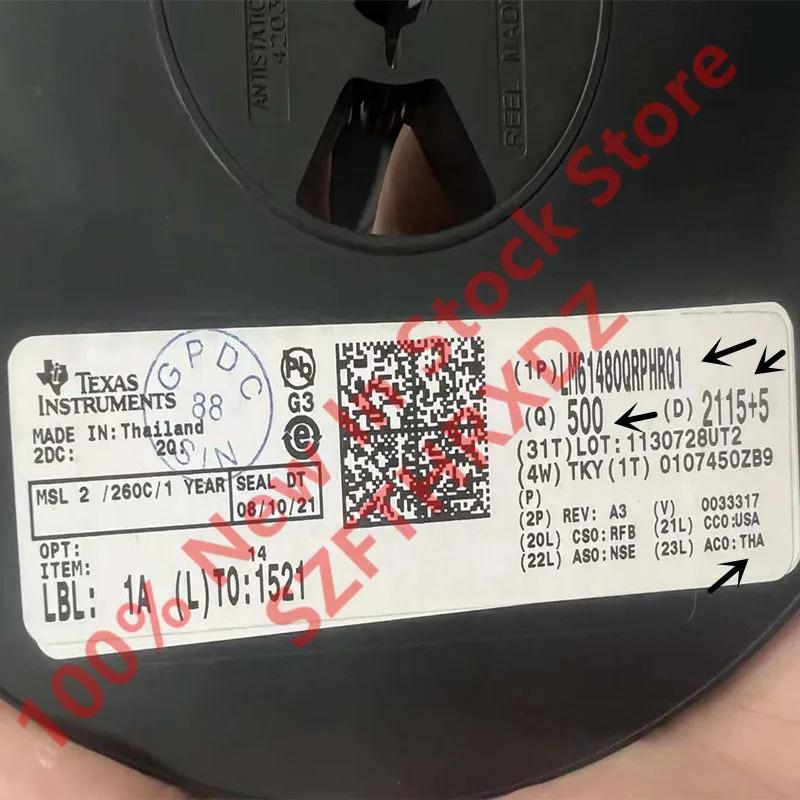 ANTISTATIC
4203
REEL MADE
TEXAS
INSTRUMENTS
MADE IN:Thailand
2DC: 2Q:
GPDC
88
SIN
Pb
G3
e
MSL 2 /260C/1 YEAR
SEAL DT
08/10/21
OPT:
ITEM: 14
LBL: 1A (L)TO:1521
(1P) LM61480QRPHRQ1
(Q) 500 (D) 2115+5
(31T)LOT:1130728UT2
(4W) TKY(1T) 0107450ZB9
(P)
(2P) REV: A3 (V) 0033317
(20L) CSO:RFB (21L) CCO:USA
(22L) ASO:NSE (23L) ACO:THA
100% New In Stock Store
SZFTHRXDZ